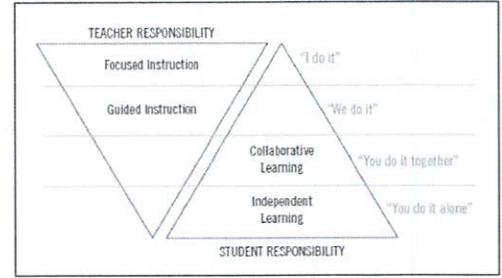 TEACHER RESPONSIBILITY
Focused Instruction
"I do it"
Guided Instruction
"We do it"
Collaborative
Learning
"You do it together"
Independent
Learning
"You do it alone"
STUDENT RESPONSIBILITY